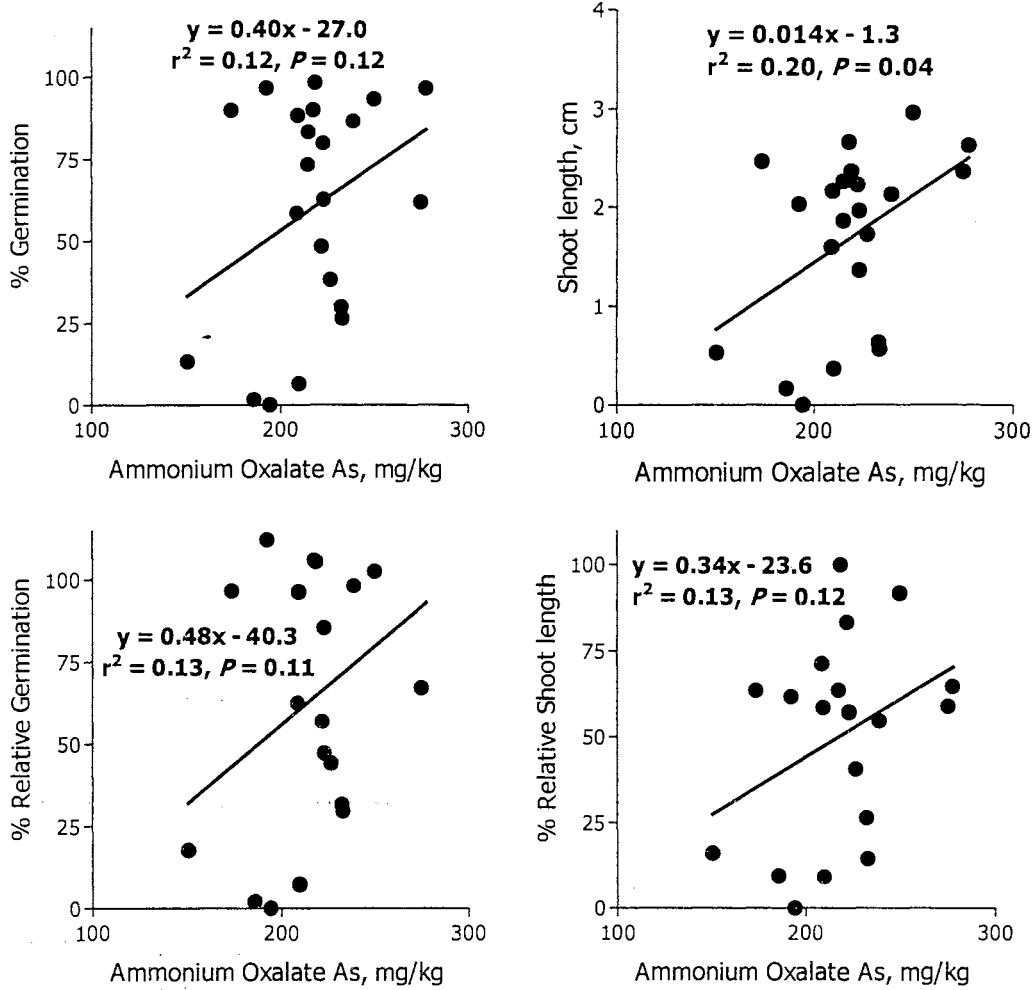 y = 0.40x - 27.0
r² = 0.12, P = 0.12
100
75
50
25
0
% Germination
100
200
300
Ammonium Oxalate As, mg/kg
y = 0.014x - 1.3
r² = 0.20, P = 0.04
4
3
2
1
0
Shoot length, cm
100
200
300
Ammonium Oxalate As, mg/kg
y = 0.48x - 40.3
r² = 0.13, P = 0.11
100
75
50
25
0
% Relative Germination
100
200
300
Ammonium Oxalate As, mg/kg
y = 0.34x - 23.6
r² = 0.13, P = 0.12
100
75
50
25
0
% Relative Shoot length
100
200
300
Ammonium Oxalate As, mg/kg